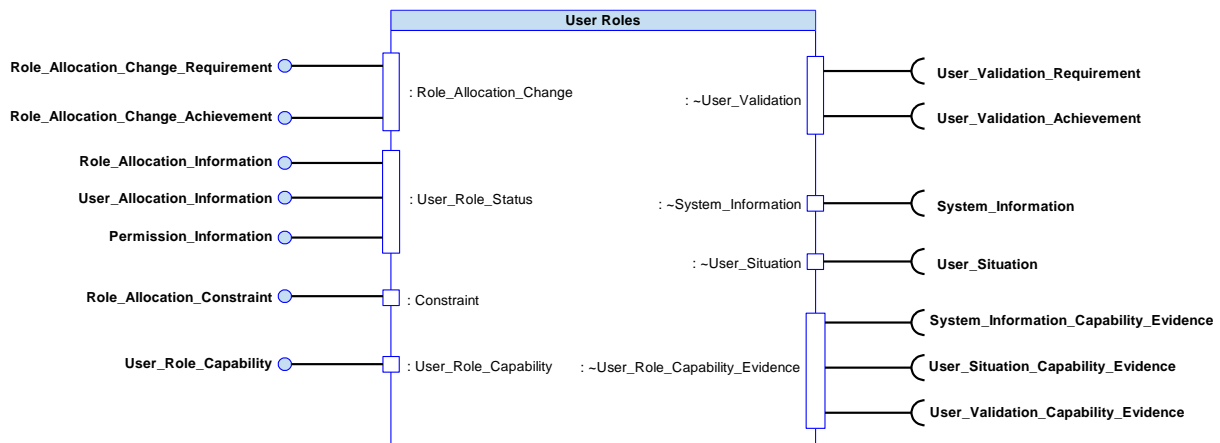 User Roles
Role_Allocation_Change_Requirement
Role_Allocation_Change_Achievement
: Role_Allocation_Change
Role_Allocation_Information
User_Allocation_Information
Permission_Information
: User_Role_Status
Role_Allocation_Constraint
: Constraint
User_Role_Capability
: User_Role_Capability
: ~User_Validation
User_Validation_Requirement
User_Validation_Achievement
: ~System_Information
System_Information
: ~User_Situation
User_Situation
: ~User_Role_Capability_Evidence
System_Information_Capability_Evidence
User_Situation_Capability_Evidence
User_Validation_Capability_Evidence